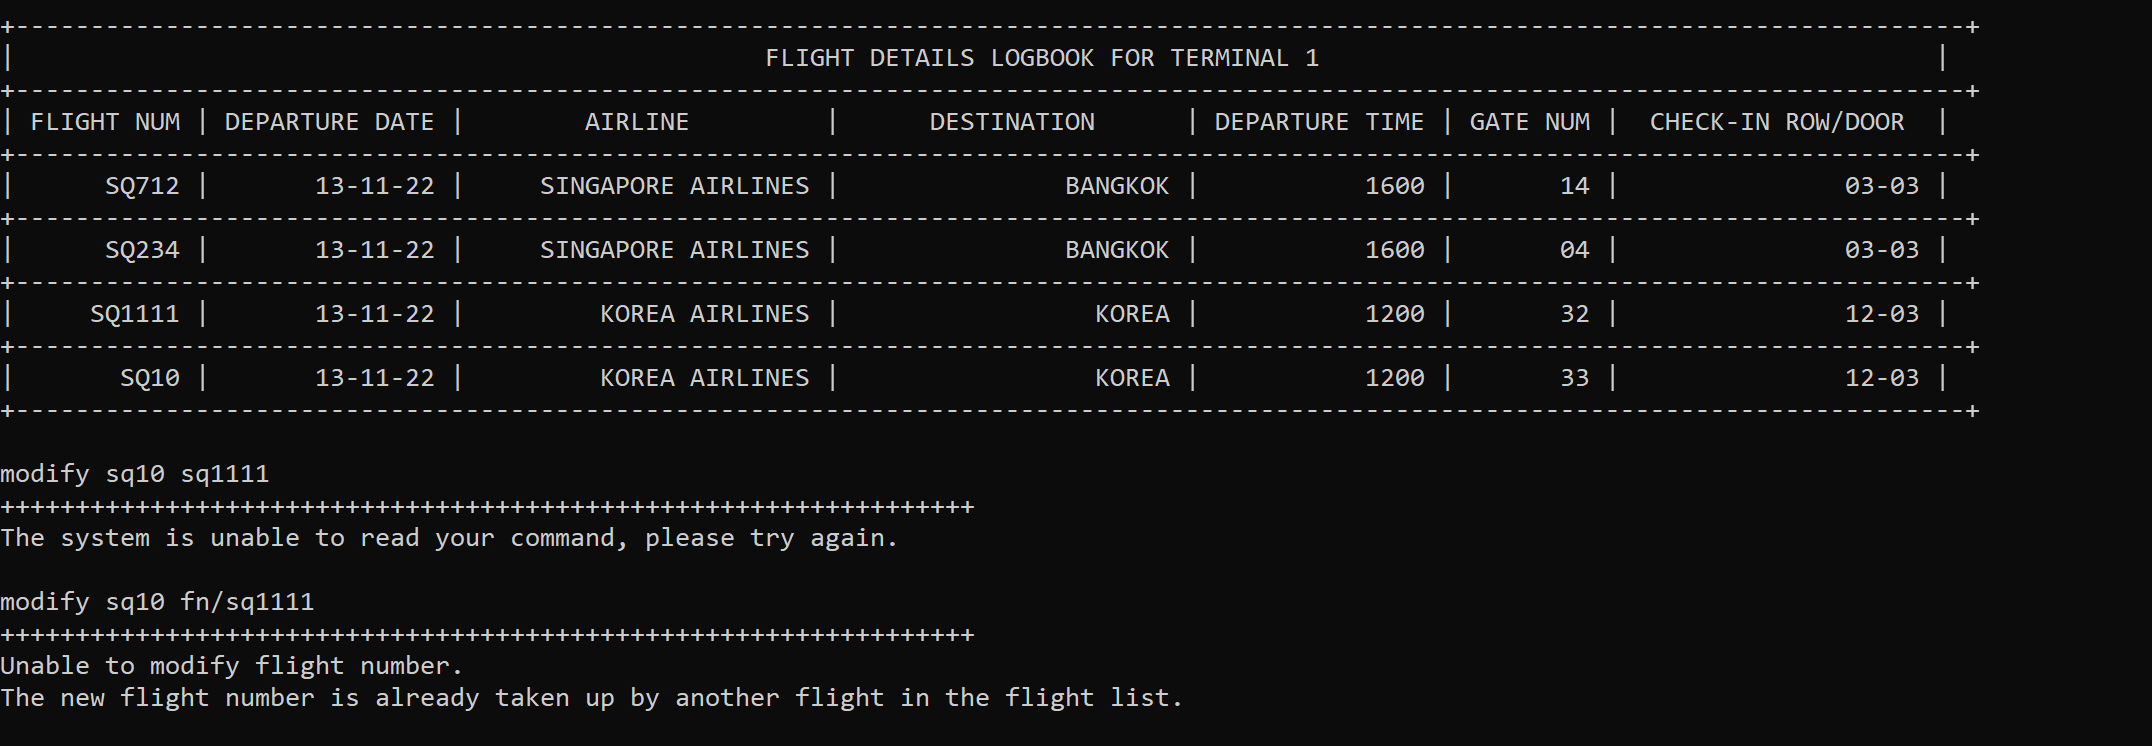 +----------------------------------------------------------------------------------------------------------------------------------+
| FLIGHT DETAILS LOGBOOK FOR TERMINAL 1 |
+----------------------------------------------------------------------------------------------------------------------------------+
| FLIGHT NUM | DEPARTURE DATE | AIRLINE | DESTINATION | DEPARTURE TIME | GATE NUM | CHECK-IN ROW/DOOR |
+----------------------------------------------------------------------------------------------------------------------------------+
| SQ712 | 13-11-22 | SINGAPORE AIRLINES | BANGKOK | 1600 | 14 | 03-03 |
+----------------------------------------------------------------------------------------------------------------------------------+
| SQ234 | 13-11-22 | SINGAPORE AIRLINES | BANGKOK | 1600 | 04 | 03-03 |
+----------------------------------------------------------------------------------------------------------------------------------+
| SQ1111 | 13-11-22 | KOREA AIRLINES | KOREA | 1200 | 32 | 12-03 |
+----------------------------------------------------------------------------------------------------------------------------------+
| SQ10 | 13-11-22 | KOREA AIRLINES | KOREA | 1200 | 33 | 12-03 |
+----------------------------------------------------------------------------------------------------------------------------------+
modify sq10 sq1111
+++++++++++++++++++++++++++++++++++++++++++++++++++++++++++++++++
The system is unable to read your command, please try again.
modify sq10 fn/sq1111
+++++++++++++++++++++++++++++++++++++++++++++++++++++++++++++++++
Unable to modify flight number.
The new flight number is already taken up by another flight in the flight list.